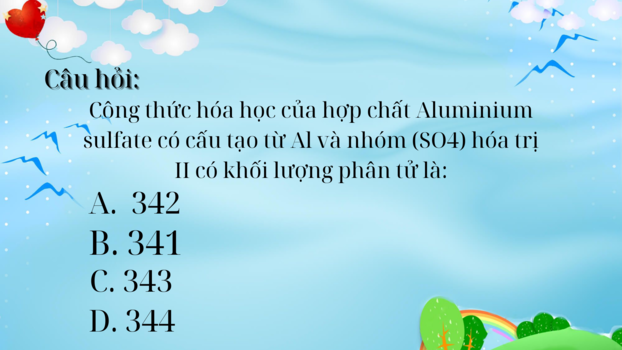 Câu hỏi:
Công thức hóa học của hợp chất Aluminium
sulfate có cấu tạo từ Al và nhóm (SO4) hóa trị
II có khối lượng phân tử là:
A. 342
B. 341
C. 343
D. 344